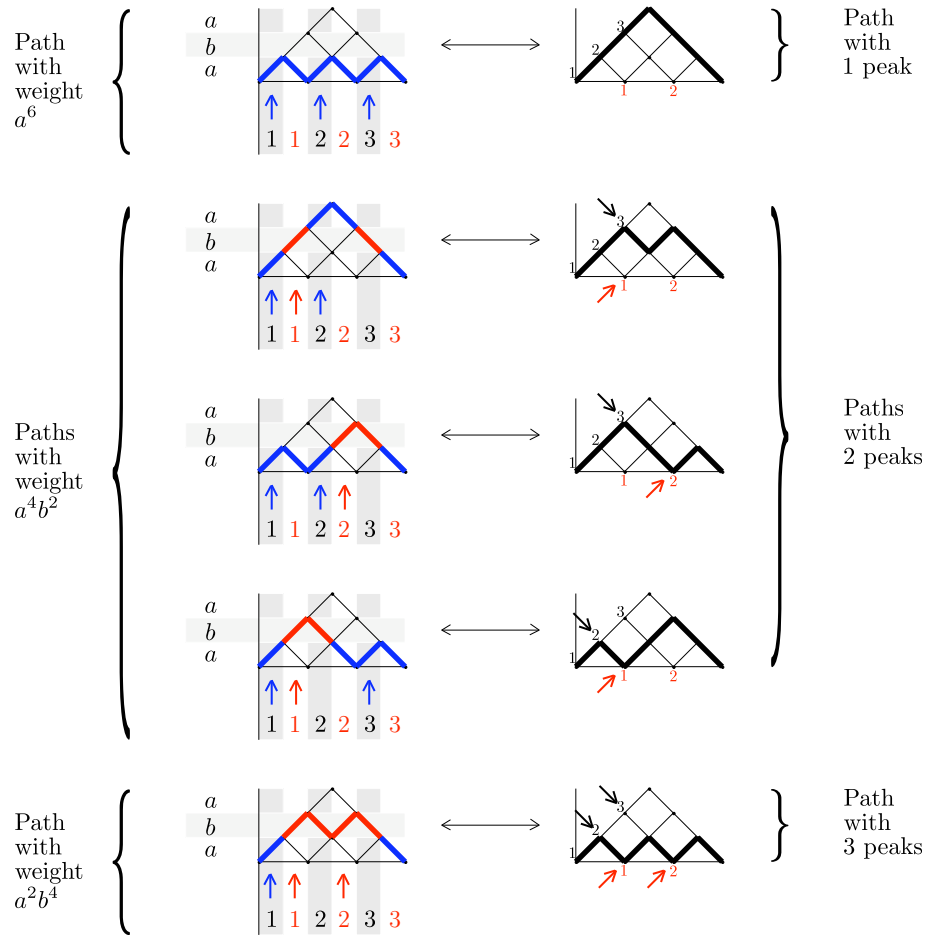 Path
with
weight
a^6
a
b
a
1 1 2 2 3 3
3
2
1
1 2
Path
with
1 peak
a
b
a
1 1 2 2 3 3
3
2
1
1 2
Paths
with
weight
a^4b^2
a
b
a
1 1 2 2 3 3
3
2
1
1 2
Paths
with
2 peaks
a
b
a
1 1 2 2 3 3
3
2
1
1 2
Path
with
weight
a^2b^4
a
b
a
1 1 2 2 3 3
3
2
1
1 2
Path
with
3 peaks